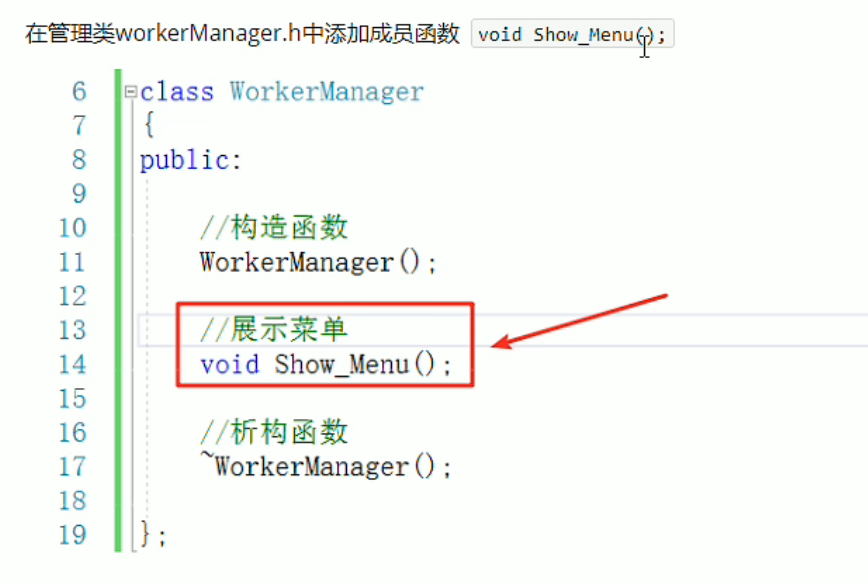 在管理类workerManager.h中添加成员函数 void Show_Menu();
6 class WorkerManager
7 {
8 public:
9
10 //构造函数
11 WorkerManager();
12
13 //展示菜单
14 void Show_Menu();
15
16 //析构函数
17 ~WorkerManager();
18
19 };